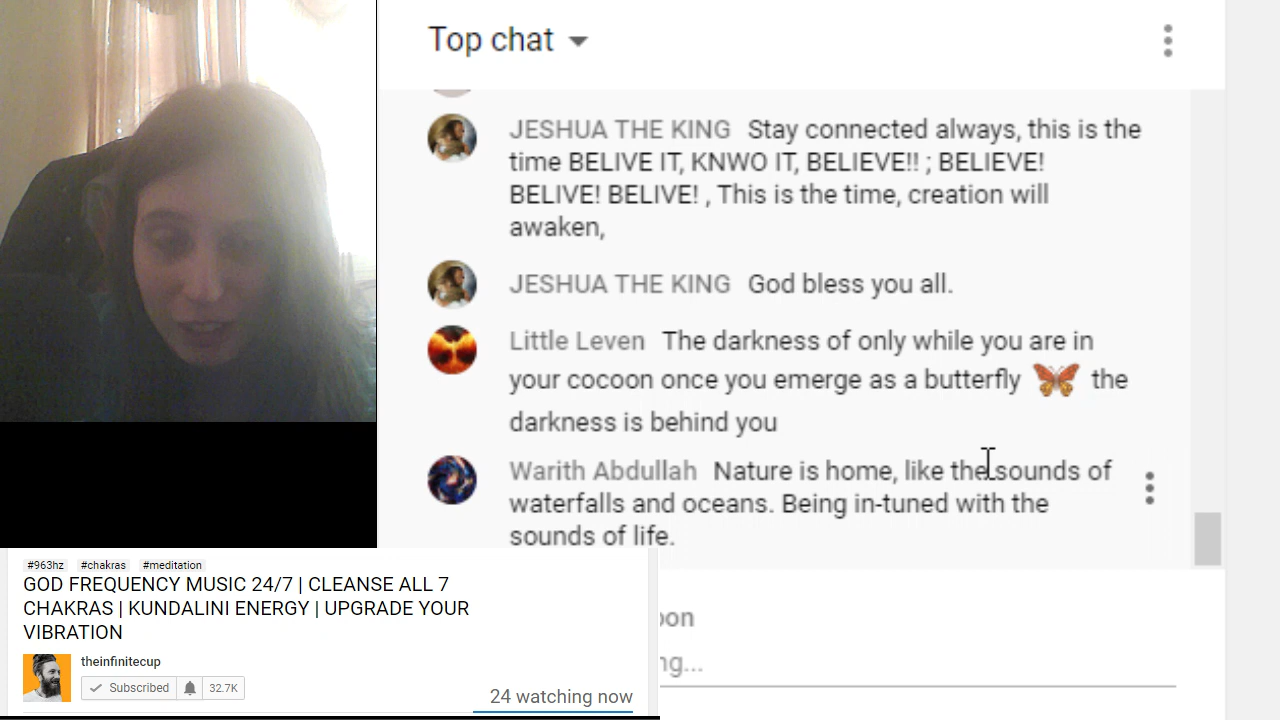 Top chat
JESHUA THE KING Stay connected always, this is the
time BELIVE IT, KNWO IT, BELIEVE!! ; BELIEVE!
BELIVE! BELIVE! , This is the time, creation will
awaken,
JESHUA THE KING God bless you all.
Little Leven The darkness of only while you are in
your cocoon once you emerge as a butterfly 🦋 the
darkness is behind you
Warith Abdullah Nature is home, like the sounds of
waterfalls and oceans. Being in-tuned with the
sounds of life.
#963hz #chakras #meditation
GOD FREQUENCY MUSIC 24/7 | CLEANSE ALL 7
CHAKRAS | KUNDALINI ENERGY | UPGRADE YOUR
VIBRATION
theinfinitecup
Subscribed 32.7K
24 watching now